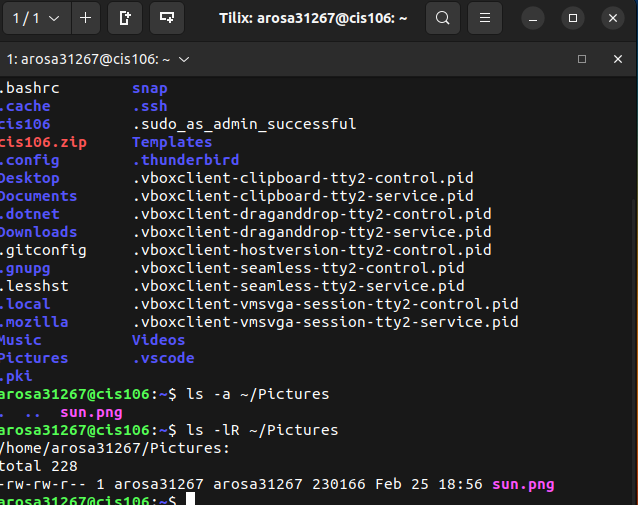 1 / 1
Tilix: arosa31267@cis106: ~
1: arosa31267@cis106: ~
.bashrc snap
.cache .ssh
cis106 .sudo_as_admin_successful
cis106.zip Templates
.config .thunderbird
Desktop .vboxclient-clipboard-tty2-control.pid
Documents .vboxclient-clipboard-tty2-service.pid
.dotnet .vboxclient-draganddrop-tty2-control.pid
Downloads .vboxclient-draganddrop-tty2-service.pid
.gitconfig .vboxclient-hostversion-tty2-control.pid
.gnupg .vboxclient-seamless-tty2-control.pid
.lesshst .vboxclient-seamless-tty2-service.pid
.local .vboxclient-vmsvga-session-tty2-control.pid
.mozilla .vboxclient-vmsvga-session-tty2-service.pid
Music Videos
Pictures .vscode
.pki
arosa31267@cis106:~$ ls -a ~/Pictures
. .. sun.png
arosa31267@cis106:~$ ls -lR ~/Pictures
/home/arosa31267/Pictures:
total 228
-rw-rw-r-- 1 arosa31267 arosa31267 230166 Feb 25 18:56 sun.png
arosa31267@cis106:~$